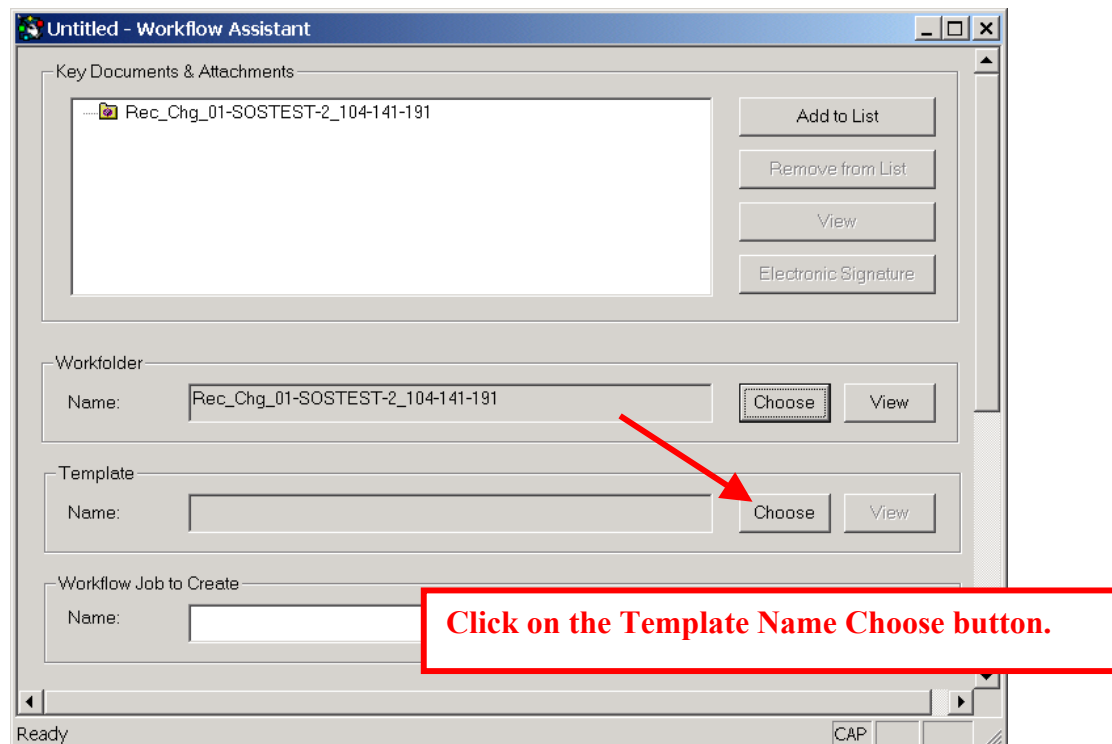 Untitled - Workflow Assistant
Key Documents & Attachments
Rec_Chg_01-SOSTEST-2_104-141-191
Add to List
Remove from List
View
Electronic Signature
Workfolder
Name: Rec_Chg_01-SOSTEST-2_104-141-191 Choose View
Template
Name: Choose View
Workflow Job to Create
Name:
Click on the Template Name Choose button.
Ready CAP